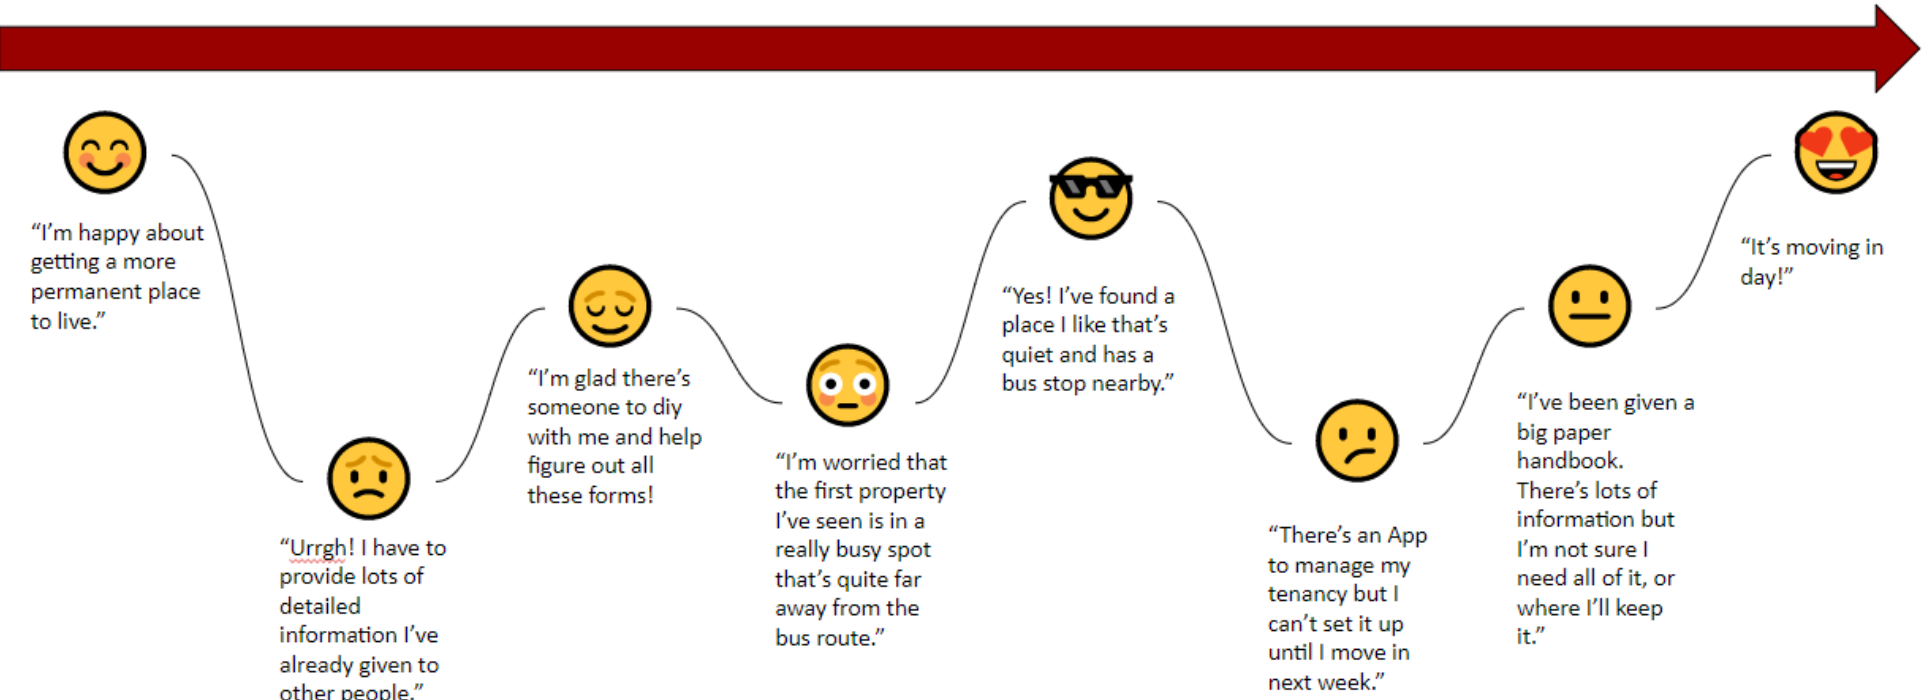 “I’m happy about
getting a more
permanent place
to live.”
“Urrgh! I have to
provide lots of
detailed
information I’ve
already given to
other people.”
“I’m glad there’s
someone to diy
with me and help
figure out all
these forms!
“I’m worried that
the first property
I’ve seen is in a
really busy spot
that’s quite far
away from the
bus route.”
“Yes! I’ve found a
place I like that’s
quiet and has a
bus stop nearby.”
“There’s an App
to manage my
tenancy but I
can’t set it up
until I move in
next week.”
“I’ve been given a
big paper
handbook.
There’s lots of
information but
I’m not sure I
need all of it, or
where I’ll keep
it.”
“It’s moving in
day!”